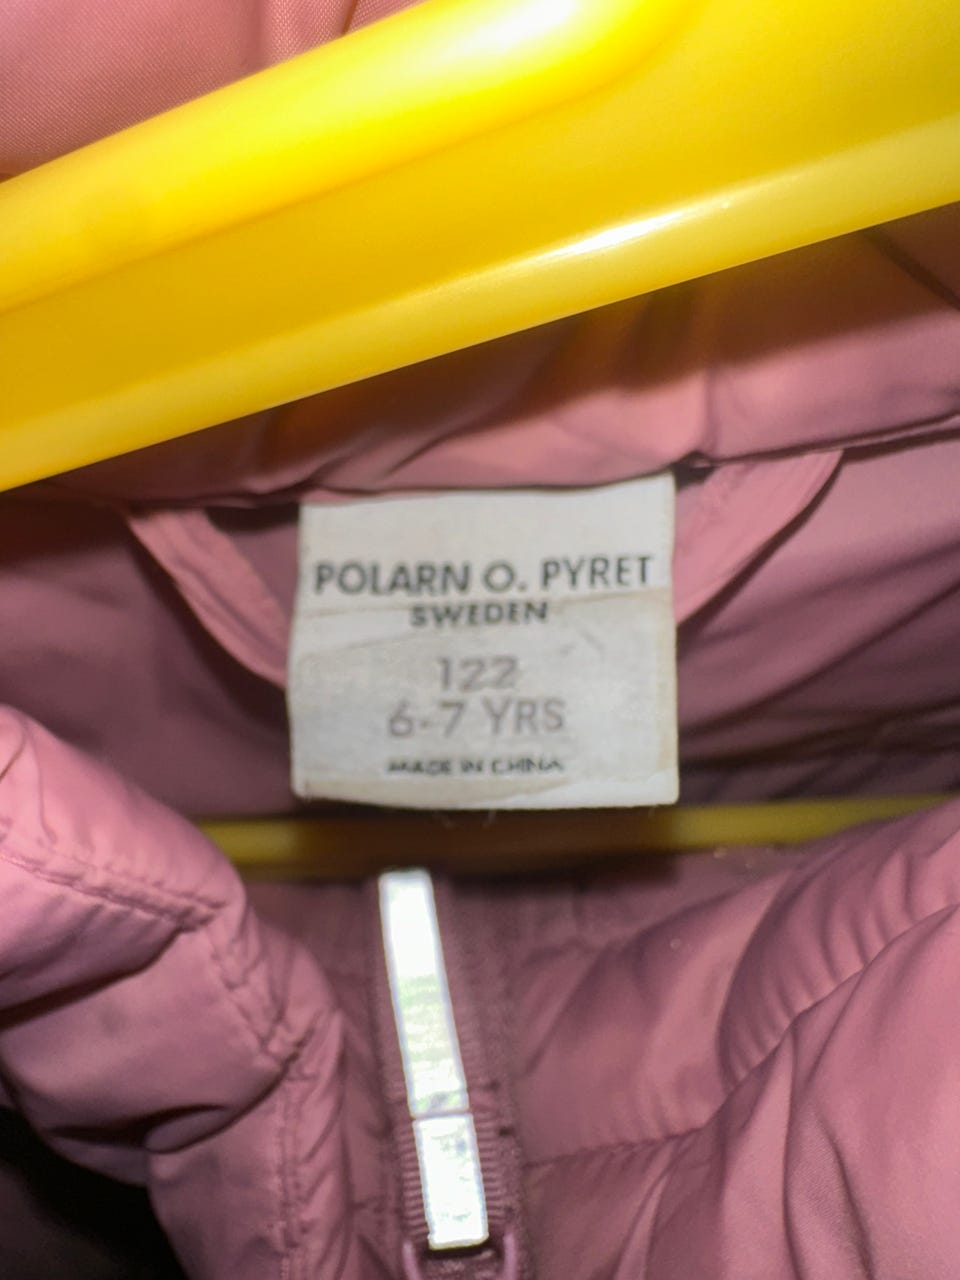 POLARN O. PYRET
SWEDEN
122
6-7 YRS
MADE IN CHINA